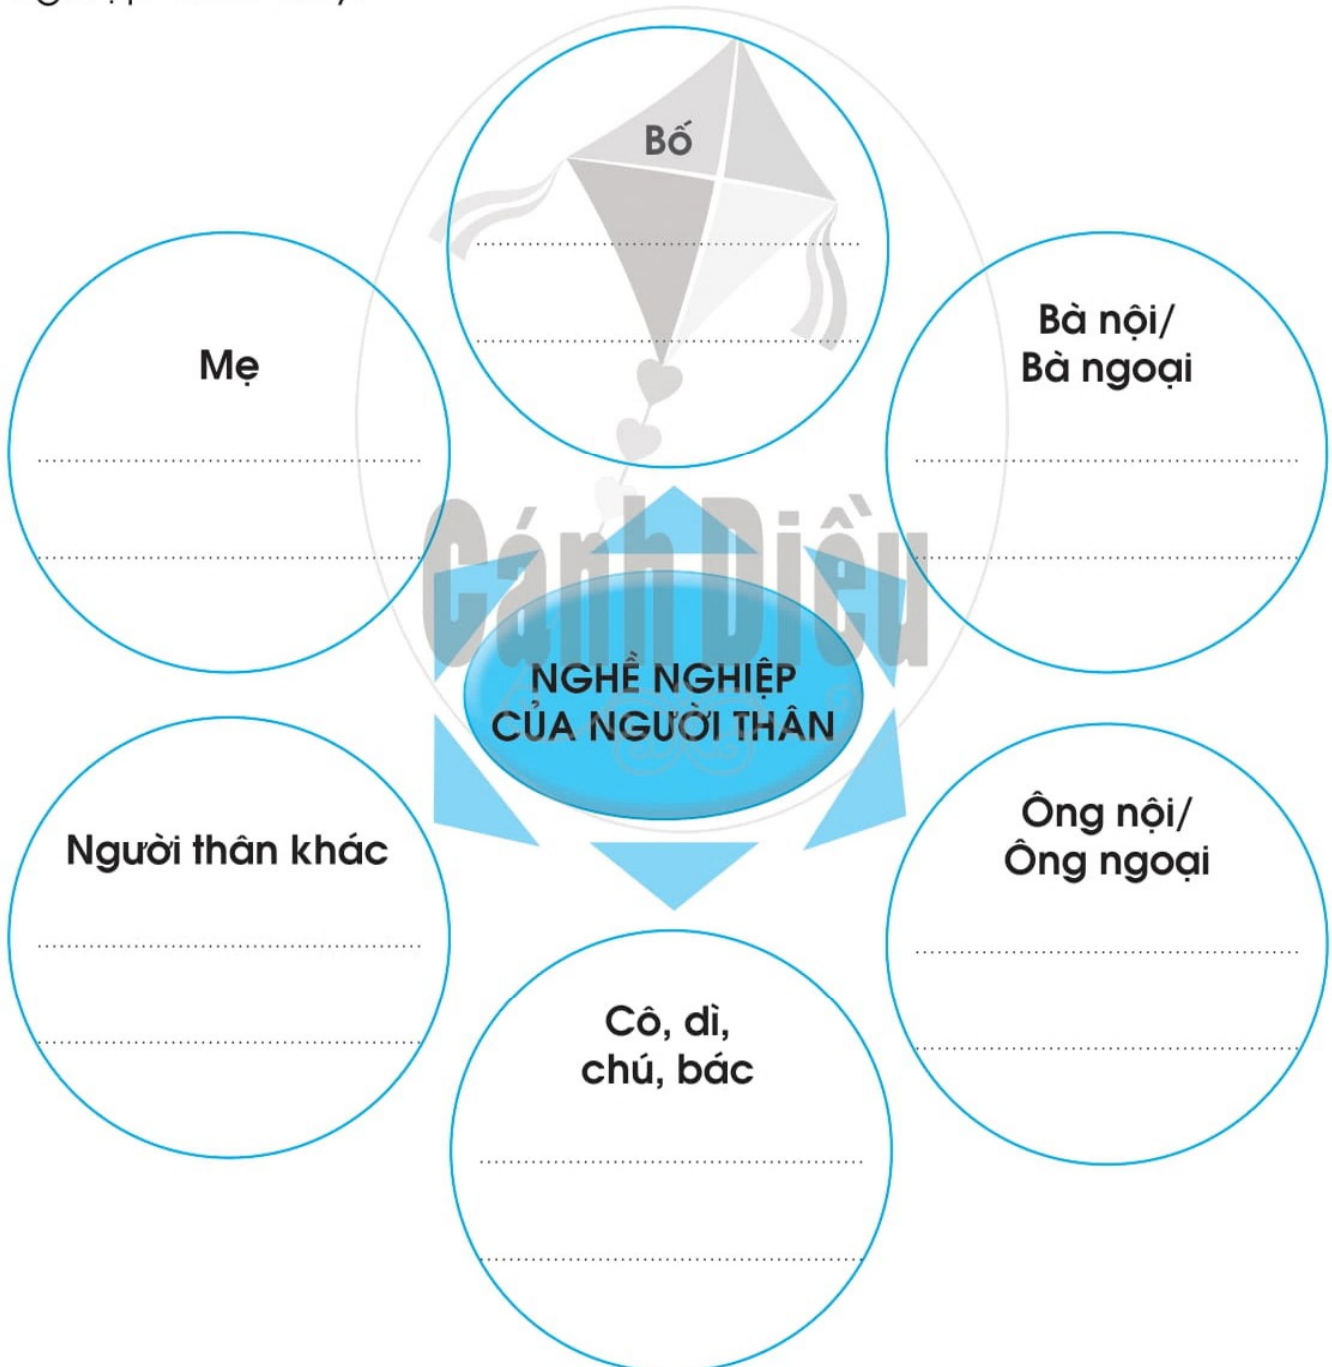 Bố
Mẹ
Bà nội/
Bà ngoại
Cánh Diều
NGHỀ NGHIỆP
CỦA NGƯỜI THÂN
Người thân khác
Ông nội/
Ông ngoại
Cô, dì,
chú, bác